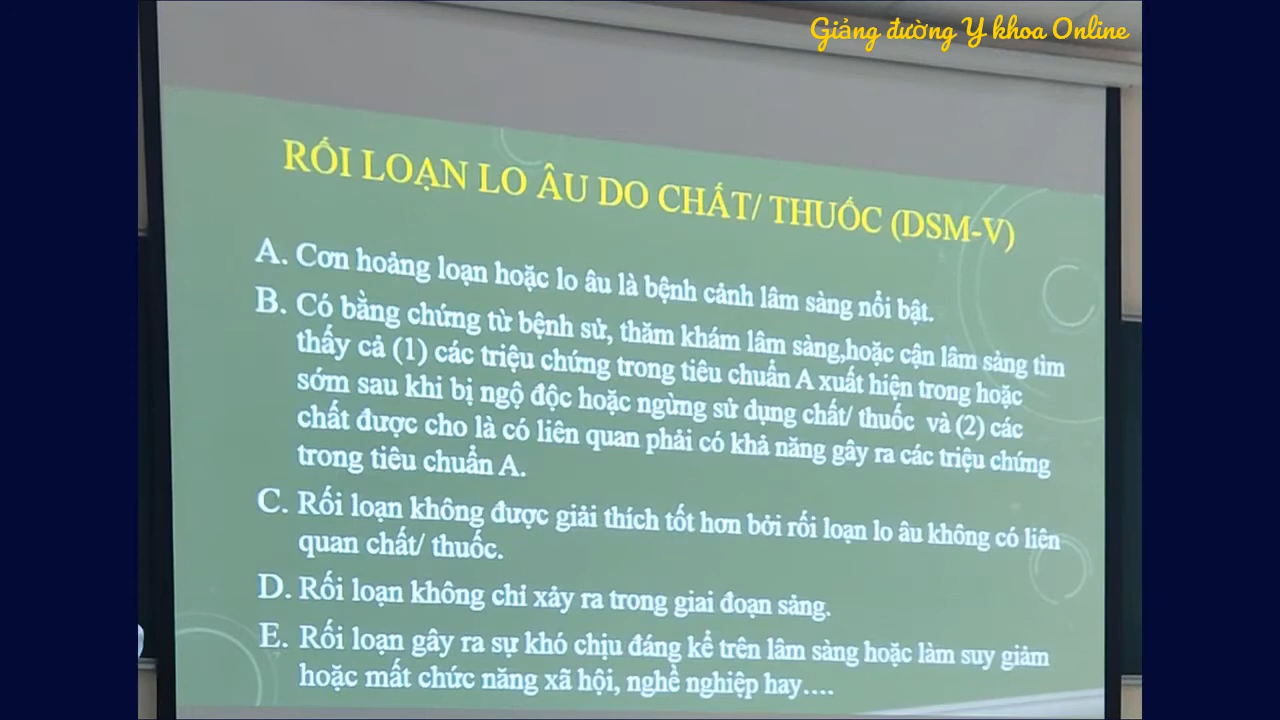 Giảng đường Y khoa Online
RỐI LOẠN LO ÂU DO CHẤT/ THUỐC (DSM-V)
A. Cơn hoảng loạn hoặc lo âu là bệnh cảnh lâm sàng nổi bật.
B. Có bằng chứng từ bệnh sử, thăm khám lâm sàng,hoặc cận lâm sàng tìm
thấy cả (1) các triệu chứng trong tiêu chuẩn A xuất hiện trong hoặc
sớm sau khi bị ngộ độc hoặc ngừng sử dụng chất/ thuốc và (2) các
chất được cho là có liên quan phải có khả năng gây ra các triệu chứng
trong tiêu chuẩn A.
C. Rối loạn không được giải thích tốt hơn bởi rối loạn lo âu không có liên
quan chất/ thuốc.
D. Rối loạn không chỉ xảy ra trong giai đoạn sảng.
E. Rối loạn gây ra sự khó chịu đáng kể trên lâm sàng hoặc làm suy giảm
hoặc mất chức năng xã hội, nghề nghiệp hay….